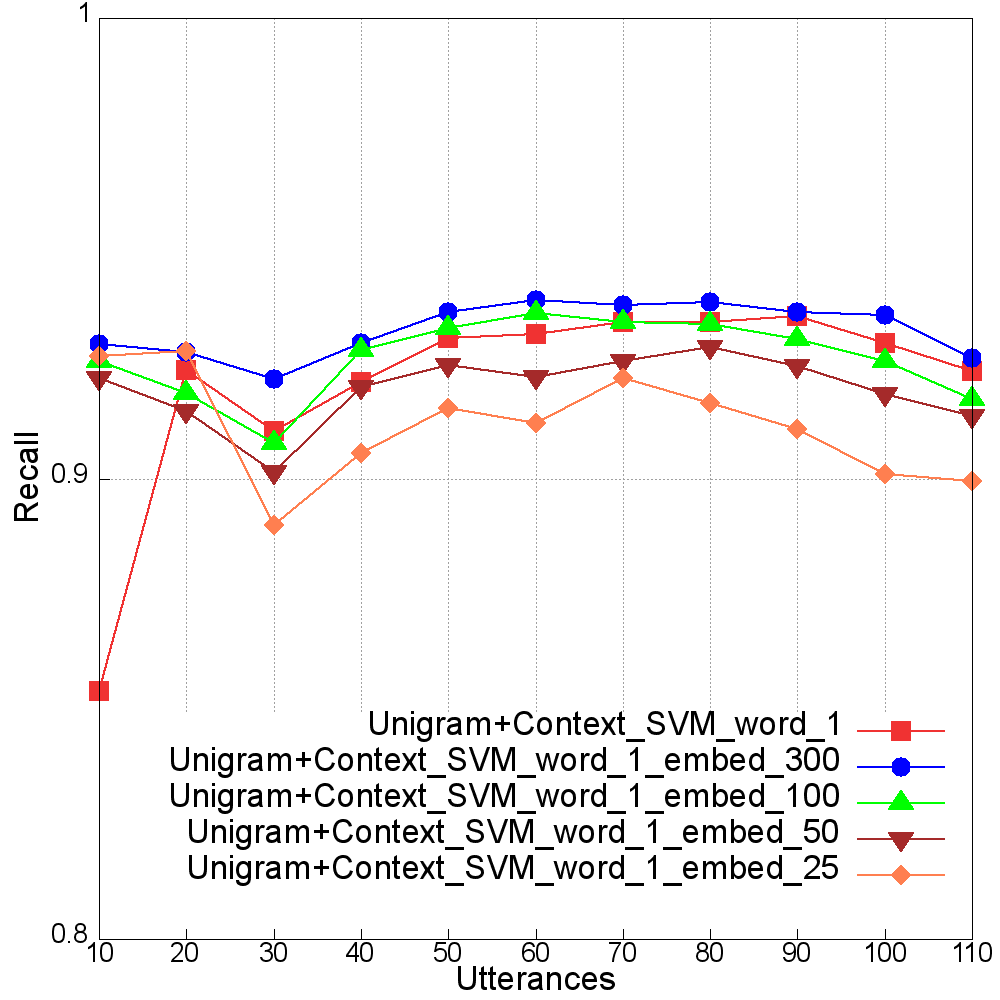 1
0.9
0.8
Recall
Unigram+Context_SVM_word_1
Unigram+Context_SVM_word_1_embed_300
Unigram+Context_SVM_word_1_embed_100
Unigram+Context_SVM_word_1_embed_50
Unigram+Context_SVM_word_1_embed_25
10 20 30 40 50 60 70 80 90 100 110
Utterances